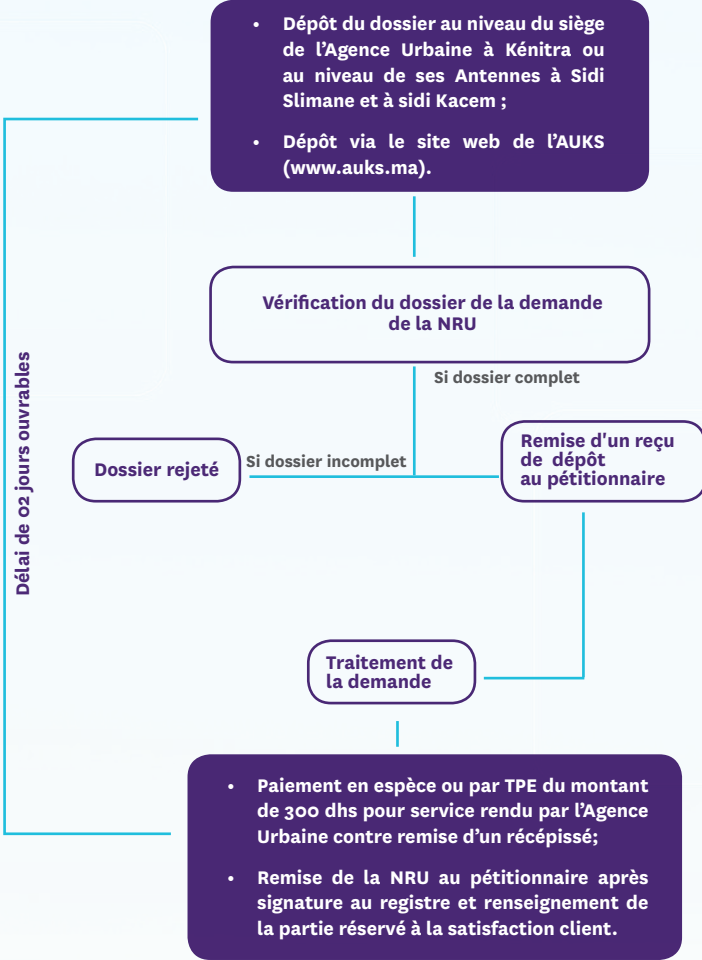 • Dépôt du dossier au niveau du siège
de l'Agence Urbaine à Kénitra ou
au niveau de ses Antennes à Sidi
Slimane et à sidi Kacem ;
• Dépôt via le site web de l'AUKS
(www.auks.ma).
Vérification du dossier de la demande
de la NRU
Si dossier complet
Délai de 02 jours ouvrables
Dossier rejeté
Si dossier incomplet
Remise d'un reçu
de dépôt
au pétitionnaire
Traitement de
la demande
• Paiement en espèce ou par TPE du montant
de 300 dhs pour service rendu par l'Agence
Urbaine contre remise d'un récépissé;
• Remise de la NRU au pétitionnaire après
signature au registre et renseignement de
la partie réservé à la satisfaction client.